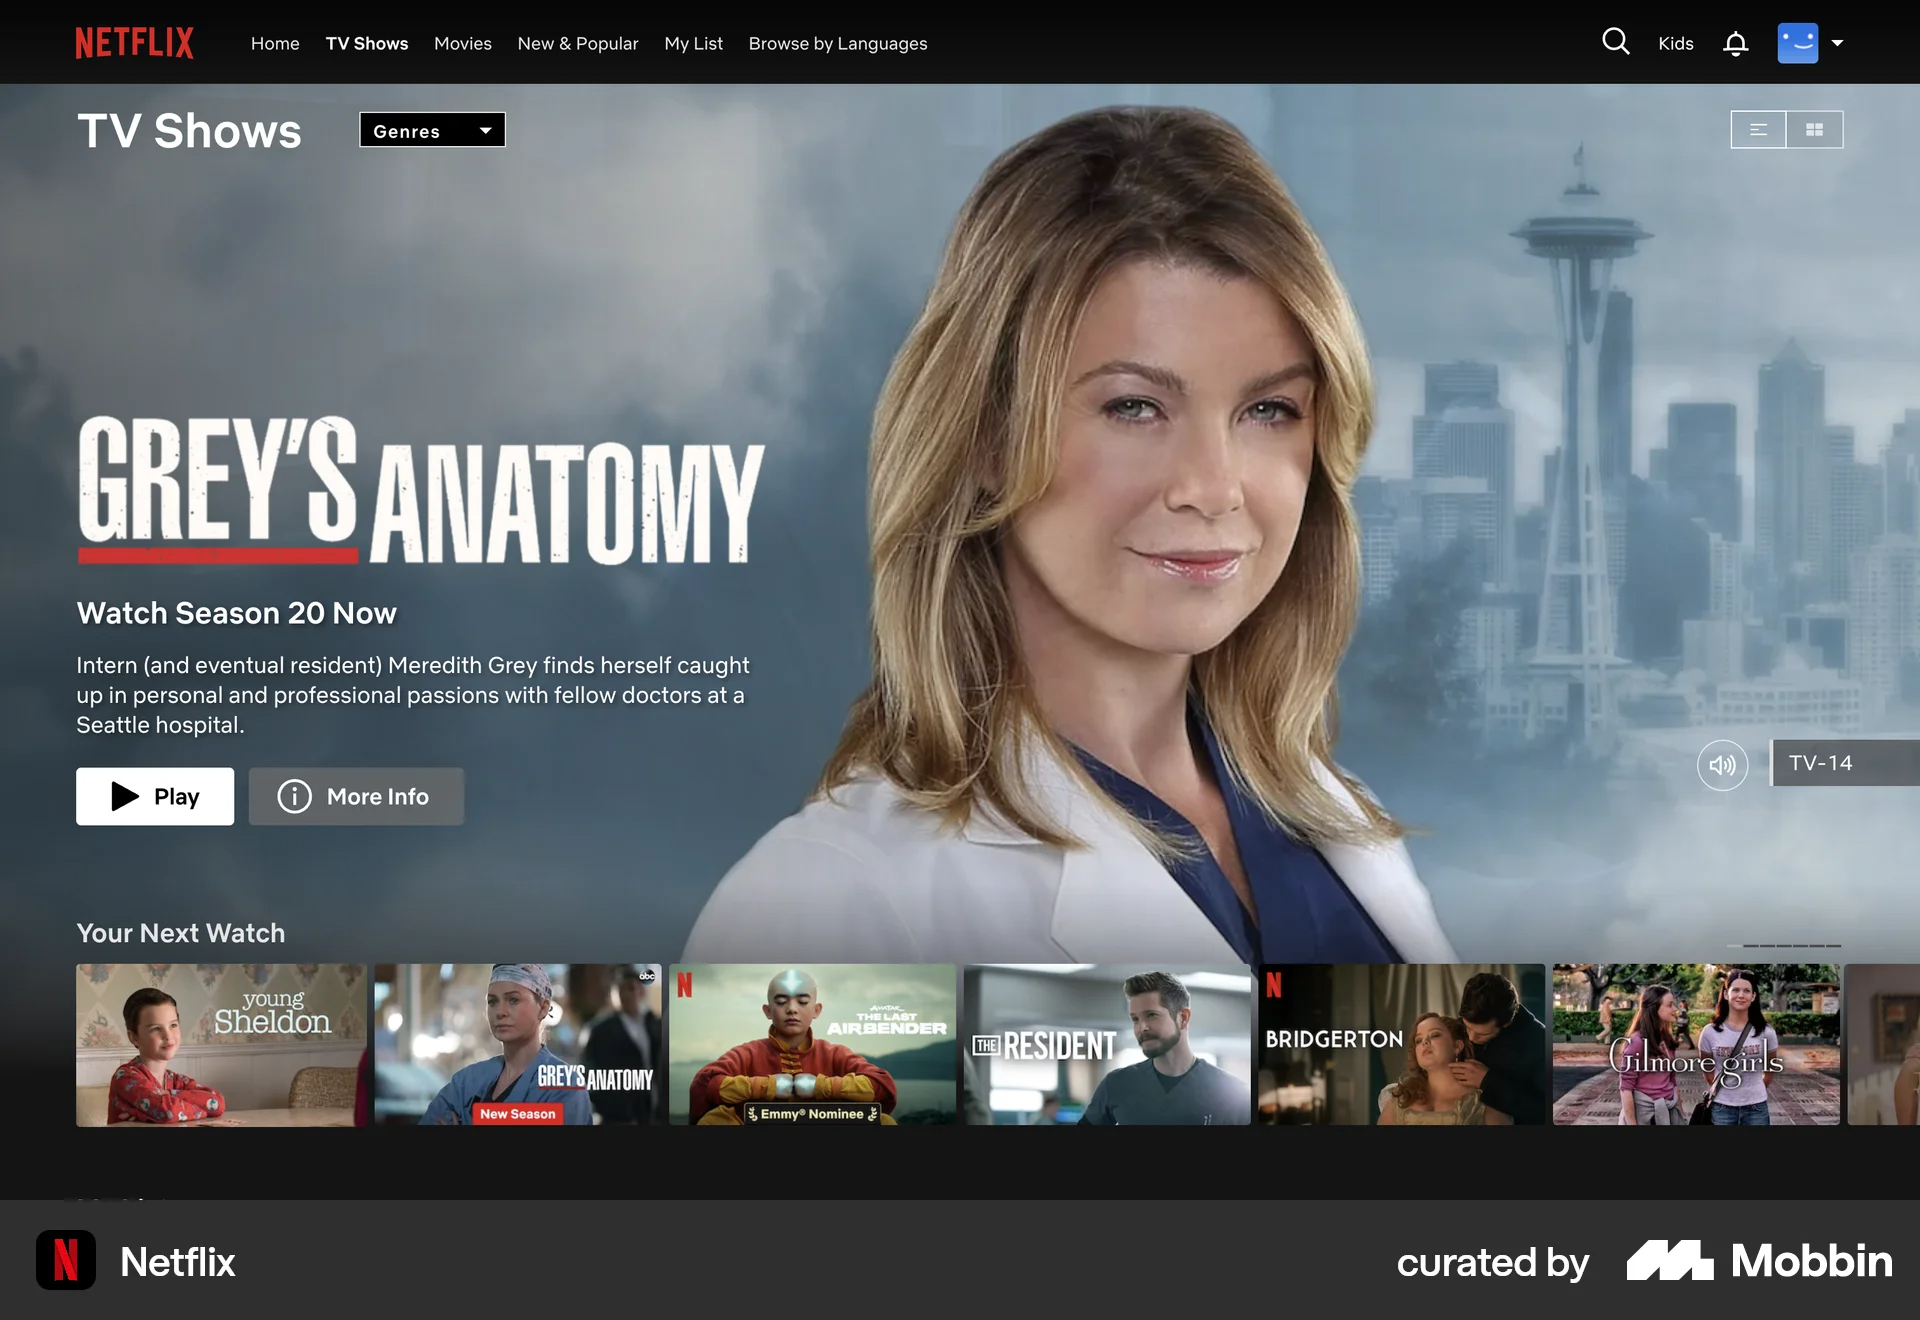 NETFLIX
Home
TV Shows
Movies
New & Popular
My List
Browse by Languages
Kids
TV Shows
Genres
GREY'S ANATOMY
Watch Season 20 Now
Intern (and eventual resident) Meredith Grey finds herself caught
up in personal and professional passions with fellow doctors at a
Seattle hospital.
Play
More Info
TV-14
Your Next Watch
young
Sheldon
abc
GREY'S ANATOMY
New Season
N
AVATAR
THE LAST
AIRBENDER
Emmy® Nominee
THE RESIDENT
N
BRIDGERTON
Gilmore girls
N
Netflix
curated by
Mobbin